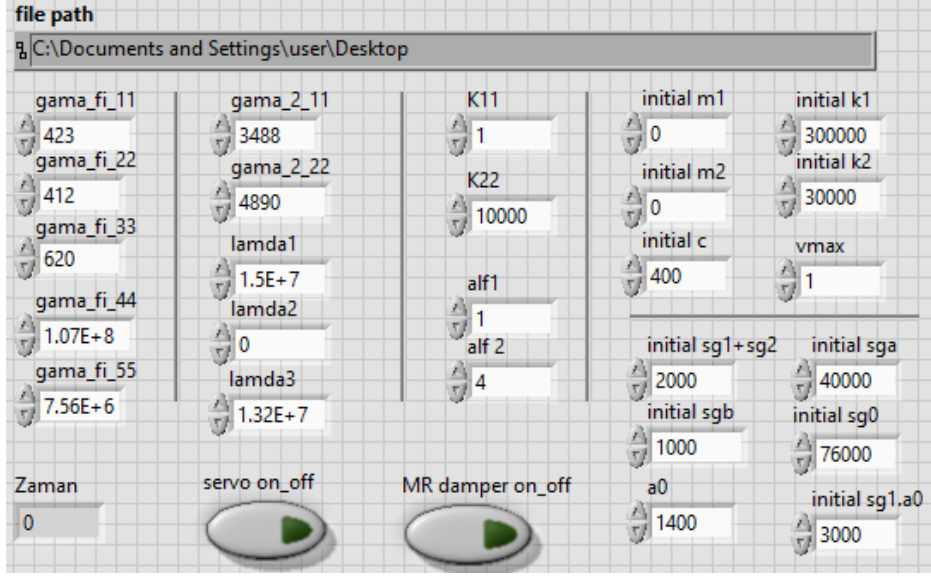 file path
C:\Documents and Settings\user\Desktop
gama_fi_11
423
gama_fi_22
412
gama_fi_33
620
gama_fi_44
1.07E+8
gama_fi_55
7.56E+6
gama_2_11
3488
gama_2_22
4890
lamda1
1.5E+7
lamda2
0
lamda3
1.32E+7
K11
1
K22
10000
alf1
1
alf 2
4
initial m1
0
initial m2
0
initial c
400
initial k1
300000
initial k2
30000
vmax
1
initial sg1+sg2
2000
initial sgb
1000
a0
1400
initial sga
40000
initial sg0
76000
initial sg1.a0
3000
Zaman
0
servo on_off
MR damper on_off